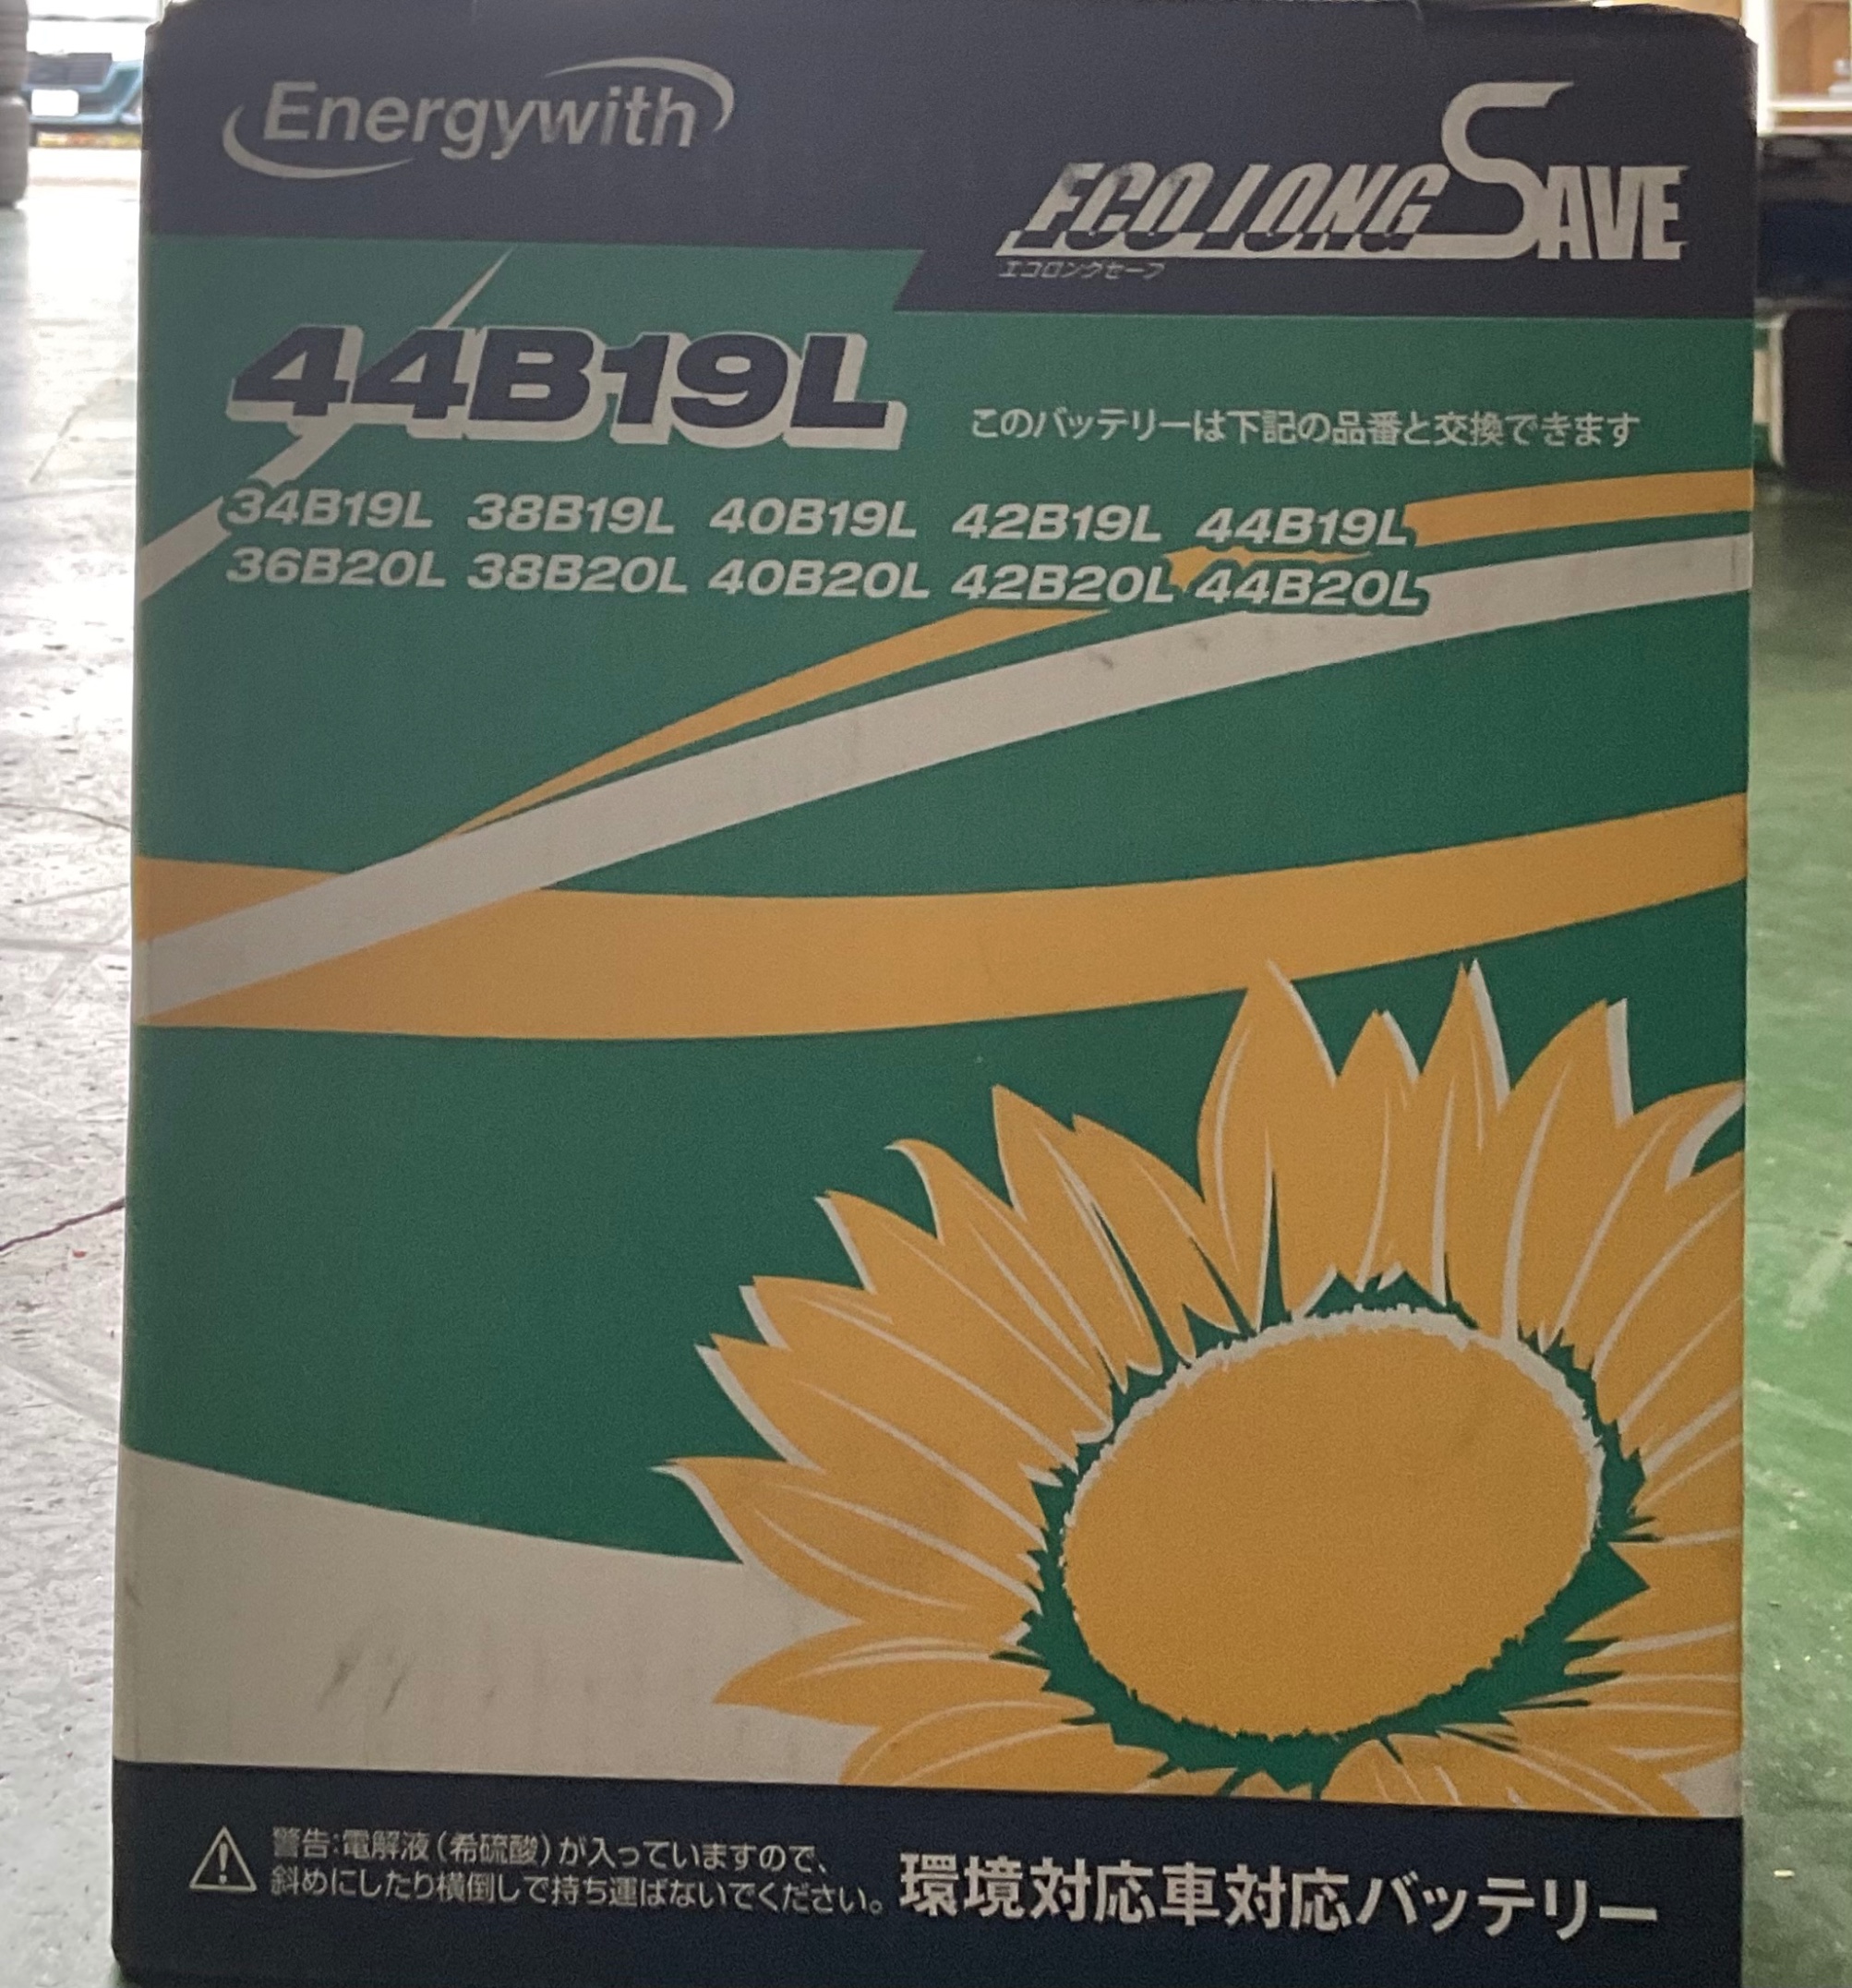 Energywith
ECO LONG SAVE
エコロングセーブ
44B19L
このバッテリーは下記の品番と交換できます
34B19L 38B19L 40B19L 42B19L 44B19L
36B20L 38B20L 40B20L 42B20L 44B20L
警告:電解液(希硫酸)が入っていますので、
斜めにしたり横倒しで持ち運ばないでください。
環境対応車対応バッテリー